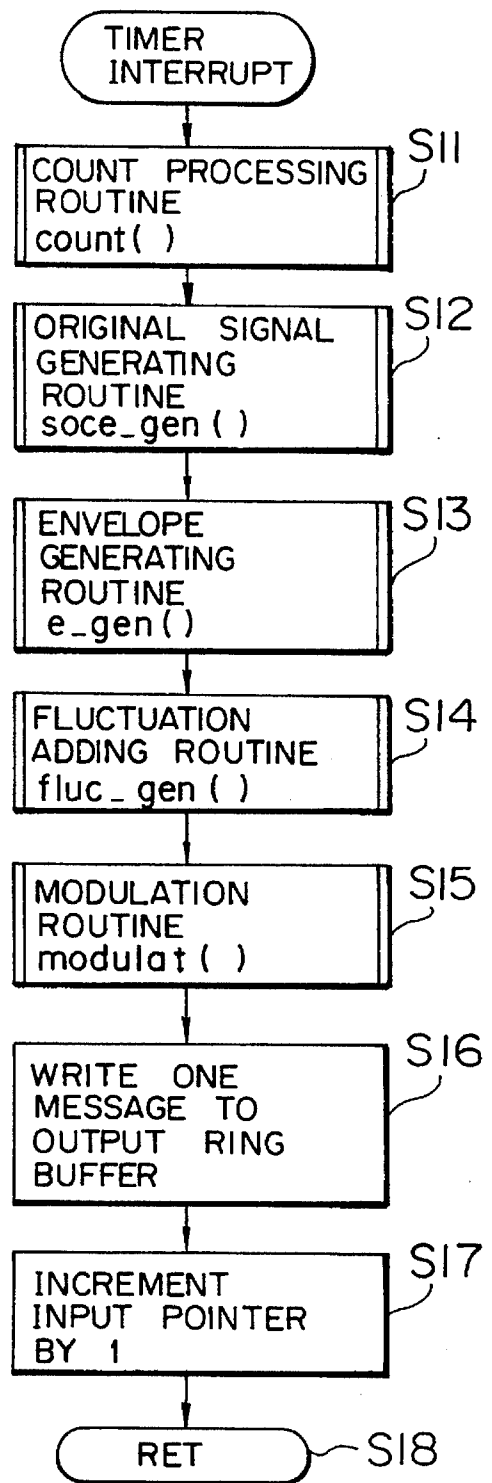 TIMER
INTERRUPT
S11
COUNT PROCESSING
ROUTINE
count( )
S12
ORIGINAL SIGNAL
GENERATING
ROUTINE
soce_gen( )
S13
ENVELOPE
GENERATING
ROUTINE
e_gen( )
S14
FLUCTUATION
ADDING ROUTINE
fluc_gen( )
S15
MODULATION
ROUTINE
modulat( )
S16
WRITE ONE
MESSAGE TO
OUTPUT RING
BUFFER
S17
INCREMENT
INPUT POINTER
BY 1
RET
S18